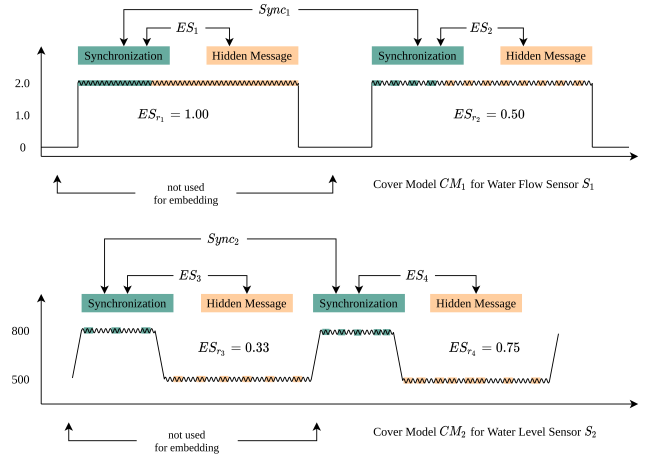 Sync₁
ES₁
ES₂
Synchronization
Hidden Message
Synchronization
Hidden Message
2.0
1.0
0
ES_{r₁} = 1.00
ES_{r₂} = 0.50
not used
for embedding
Cover Model CM₁ for Water Flow Sensor S₁
Sync₂
ES₃
ES₄
Synchronization
Hidden Message
Synchronization
Hidden Message
800
500
ES_{r₃} = 0.33
ES_{r₄} = 0.75
not used
for embedding
Cover Model CM₂ for Water Level Sensor S₂